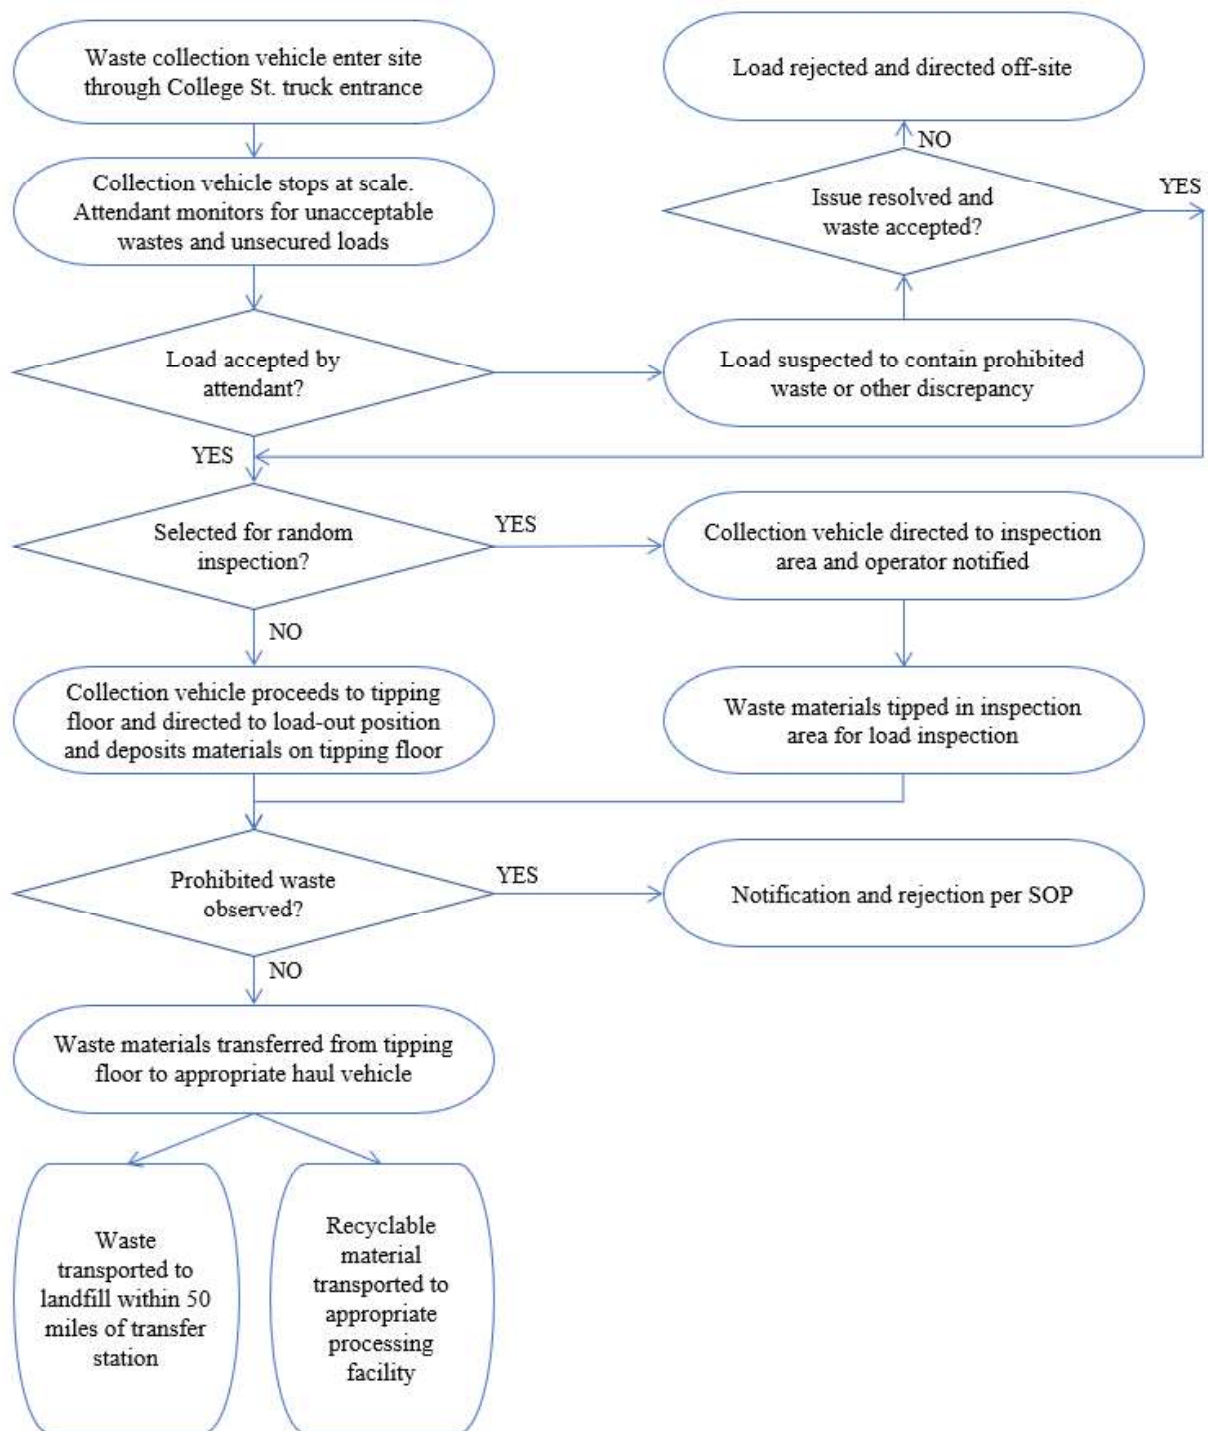 Waste collection vehicle enter site
through College St. truck entrance
Load rejected and directed off-site
NO
Collection vehicle stops at scale.
Attendant monitors for unacceptable
wastes and unsecured loads
Issue resolved and
waste accepted?
YES
Load accepted by
attendant?
Load suspected to contain prohibited
waste or other discrepancy
YES
Selected for random
inspection?
YES
Collection vehicle directed to inspection
area and operator notified
NO
Collection vehicle proceeds to tipping
floor and directed to load-out position
and deposits materials on tipping floor
Waste materials tipped in inspection
area for load inspection
Prohibited waste
observed?
YES
Notification and rejection per SOP
NO
Waste materials transferred from tipping
floor to appropriate haul vehicle
Waste
transported to
landfill within 50
miles of transfer
station
Recyclable
material
transported to
appropriate
processing
facility